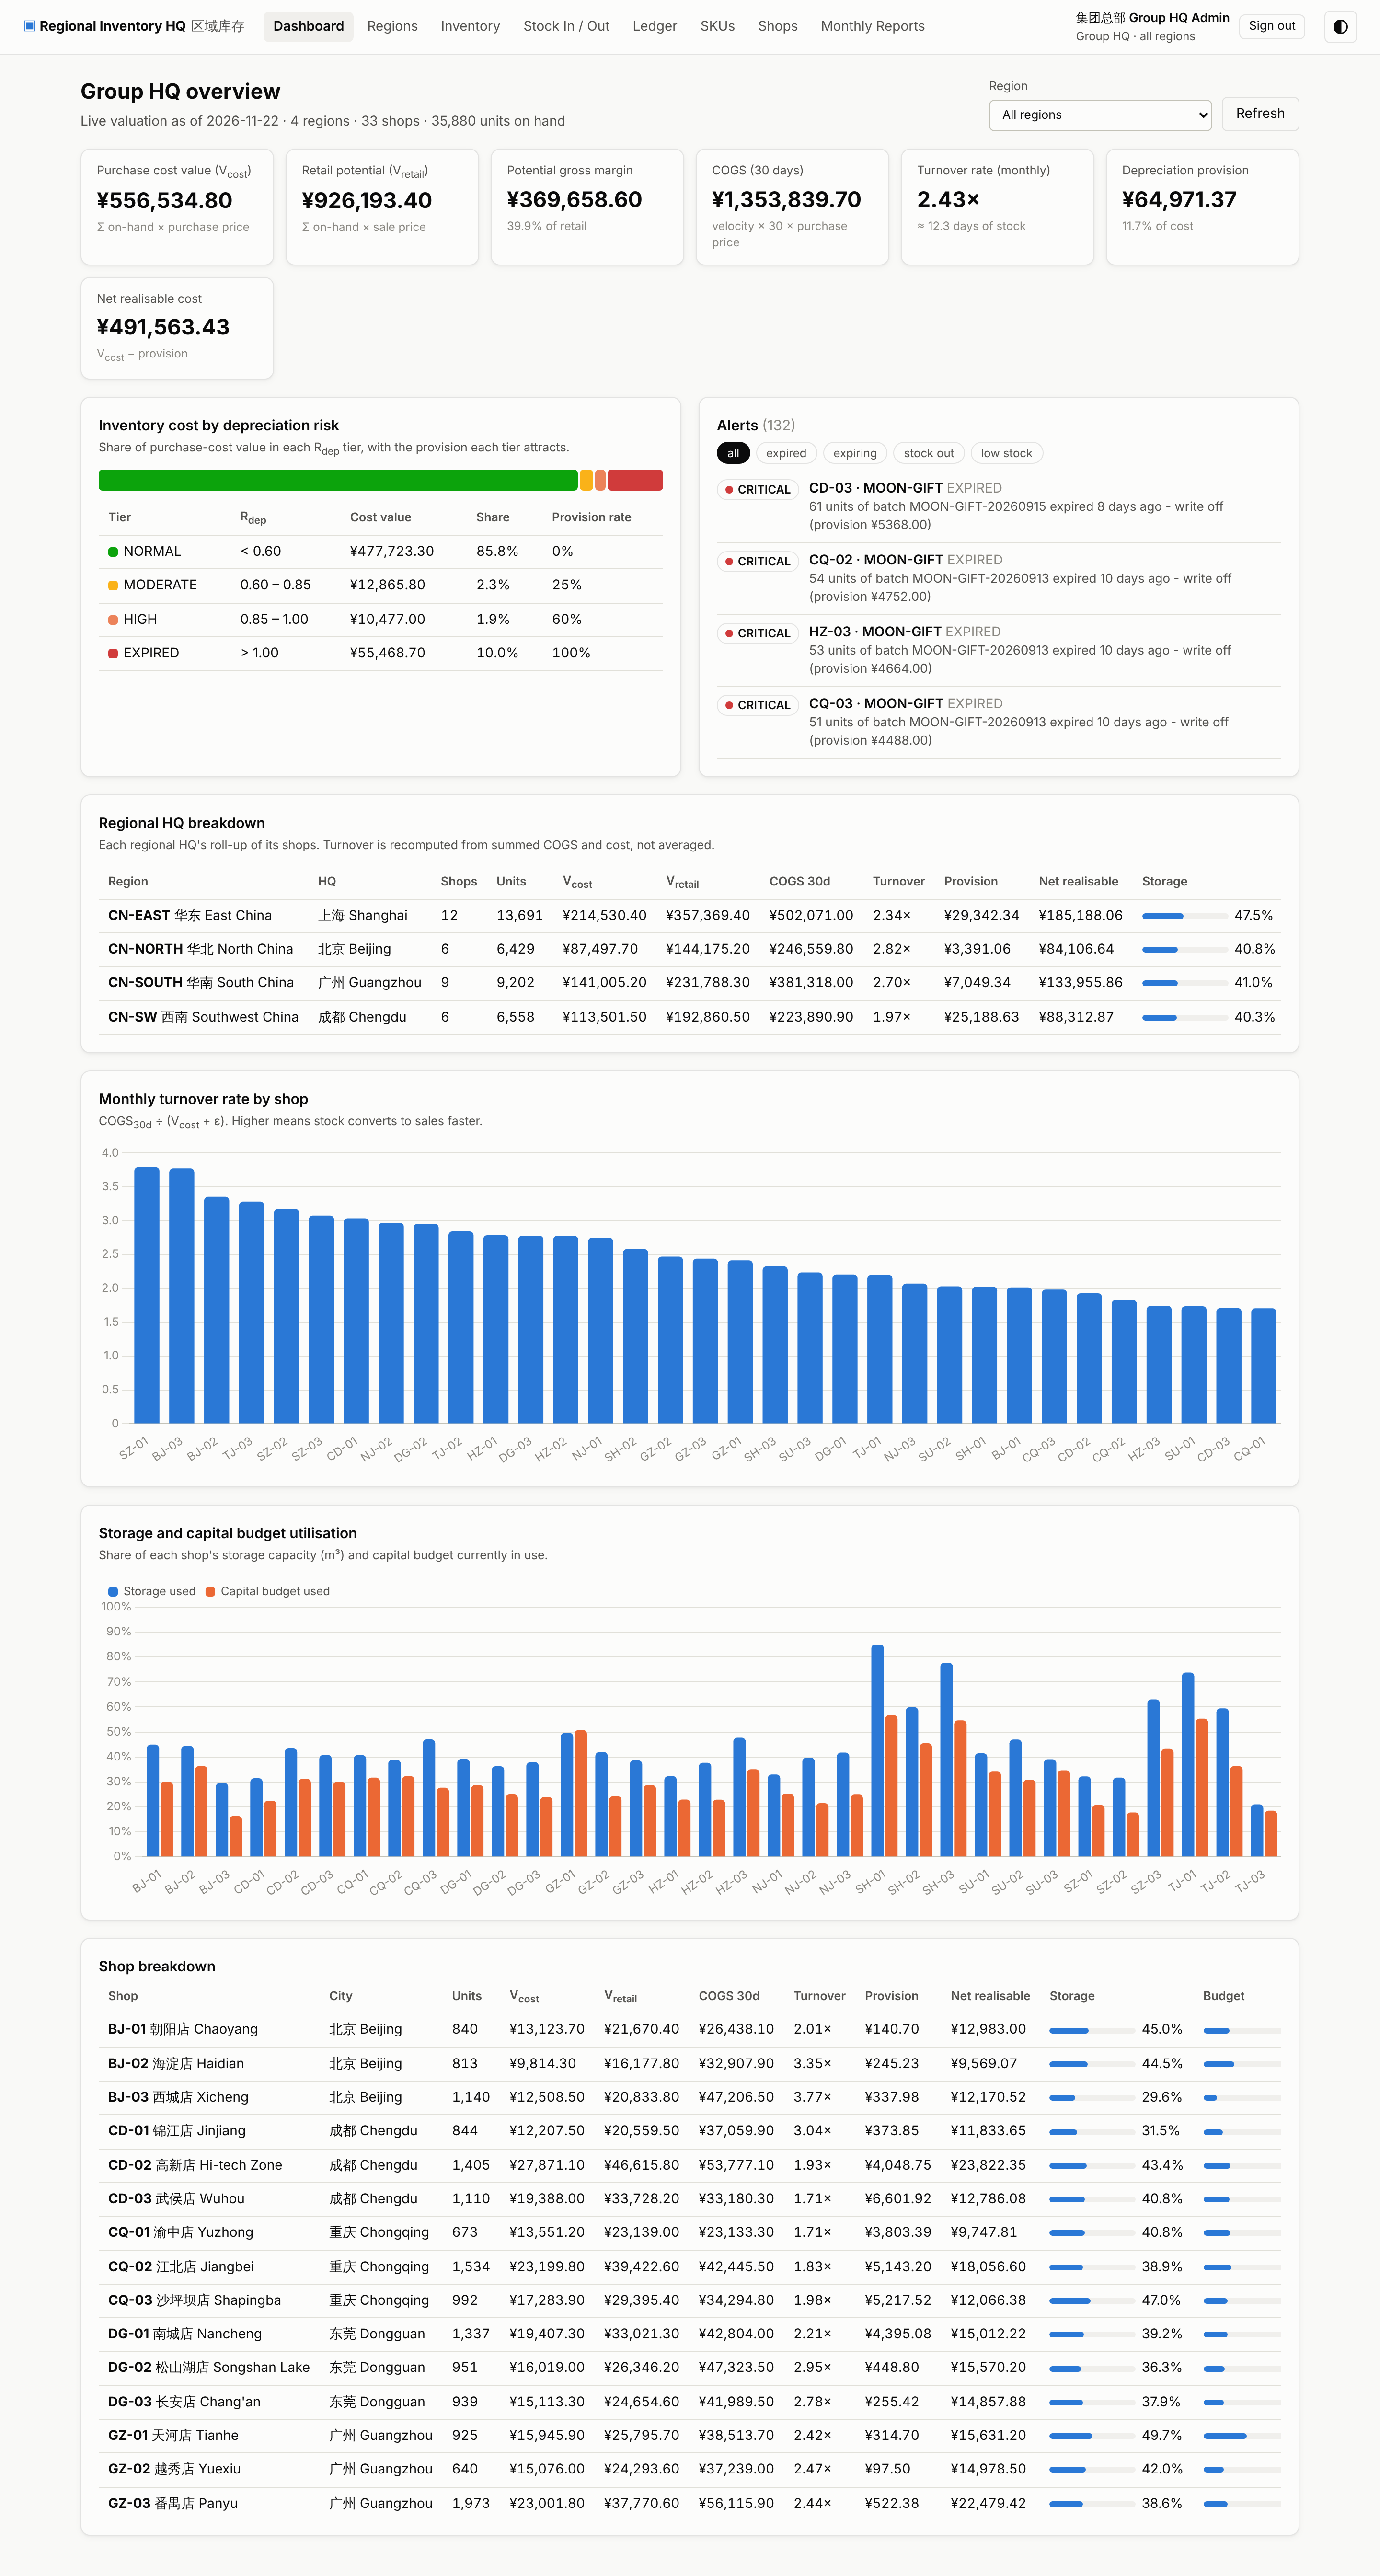 Regional Inventory HQ 区域库存 Dashboard Regions Inventory Stock In / Out Ledger SKUs Shops Monthly Reports 集团总部 Group HQ Admin Sign out
Group HQ · all regions
Group HQ overview
Live valuation as of 2026-11-22 · 4 regions · 33 shops · 35,880 units on hand
Region
All regions
Refresh
Purchase cost value (Vcost)
¥556,534.80
Σ on-hand × purchase price
Retail potential (Vretail)
¥926,193.40
Σ on-hand × sale price
Potential gross margin
¥369,658.60
39.9% of retail
COGS (30 days)
¥1,353,839.70
velocity × 30 × purchase
price
Turnover rate (monthly)
2.43×
≈ 12.3 days of stock
Depreciation provision
¥64,971.37
11.7% of cost
Net realisable cost
¥491,563.43
Vcost − provision
Inventory cost by depreciation risk
Share of purchase-cost value in each Rdep tier, with the provision each tier attracts.
Tier Rdep Cost value Share Provision rate
NORMAL < 0.60 ¥477,723.30 85.8% 0%
MODERATE 0.60 – 0.85 ¥12,865.80 2.3% 25%
HIGH 0.85 – 1.00 ¥10,477.00 1.9% 60%
EXPIRED > 1.00 ¥55,468.70 10.0% 100%
Alerts (132)
all expired expiring stock out low stock
CRITICAL CD-03 · MOON-GIFT EXPIRED
61 units of batch MOON-GIFT-20260915 expired 8 days ago - write off
(provision ¥5368.00)
CRITICAL CQ-02 · MOON-GIFT EXPIRED
54 units of batch MOON-GIFT-20260913 expired 10 days ago - write off
(provision ¥4752.00)
CRITICAL HZ-03 · MOON-GIFT EXPIRED
53 units of batch MOON-GIFT-20260913 expired 10 days ago - write off
(provision ¥4664.00)
CRITICAL CQ-03 · MOON-GIFT EXPIRED
51 units of batch MOON-GIFT-20260913 expired 10 days ago - write off
(provision ¥4488.00)
Regional HQ breakdown
Each regional HQ's roll-up of its shops. Turnover is recomputed from summed COGS and cost, not averaged.
Region HQ Shops Units Vcost Vretail COGS 30d Turnover Provision Net realisable Storage
CN-EAST 华东 East China 上海 Shanghai 12 13,691 ¥214,530.40 ¥357,369.40 ¥502,071.00 2.34× ¥29,342.34 ¥185,188.06 47.5%
CN-NORTH 华北 North China 北京 Beijing 6 6,429 ¥87,497.70 ¥144,175.20 ¥246,559.80 2.82× ¥3,391.06 ¥84,106.64 40.8%
CN-SOUTH 华南 South China 广州 Guangzhou 9 9,202 ¥141,005.20 ¥231,788.30 ¥381,318.00 2.70× ¥7,049.34 ¥133,955.86 41.0%
CN-SW 西南 Southwest China 成都 Chengdu 6 6,558 ¥113,501.50 ¥192,860.50 ¥223,890.90 1.97× ¥25,188.63 ¥88,312.87 40.3%
Monthly turnover rate by shop
COGS30d ÷ (Vcost + ε). Higher means stock converts to sales faster.
4.0
3.5
3.0
2.5
2.0
1.5
1.0
0.5
0
SZ-01 BJ-03 BJ-02 TJ-03 SZ-02 SZ-03 CD-01 NJ-02 DG-02 TJ-02 HZ-01 DG-03 HZ-02 NJ-01 SH-02 GZ-02 GZ-03 GZ-01 SH-03 SU-03 DG-01 TJ-01 NJ-03 SU-02 SH-01 BJ-01 CQ-03 CD-02 CQ-02 HZ-03 SU-01 CD-03 CQ-01
Storage and capital budget utilisation
Share of each shop's storage capacity (m³) and capital budget currently in use.
Storage used Capital budget used
100%
90%
80%
70%
60%
50%
40%
30%
20%
10%
0%
BJ-01 BJ-02 BJ-03 CD-01 CD-02 CD-03 CQ-01 CQ-02 CQ-03 DG-01 DG-02 DG-03 GZ-01 GZ-02 GZ-03 HZ-01 HZ-02 HZ-03 NJ-01 NJ-02 NJ-03 SH-01 SH-02 SH-03 SU-01 SU-02 SU-03 SZ-01 SZ-02 SZ-03 TJ-01 TJ-02 TJ-03
Shop breakdown
Shop City Units Vcost Vretail COGS 30d Turnover Provision Net realisable Storage Budget
BJ-01 朝阳店 Chaoyang 北京 Beijing 840 ¥13,123.70 ¥21,670.40 ¥26,438.10 2.01× ¥140.70 ¥12,983.00 45.0%
BJ-02 海淀店 Haidian 北京 Beijing 813 ¥9,814.30 ¥16,177.80 ¥32,907.90 3.35× ¥245.23 ¥9,569.07 44.5%
BJ-03 西城店 Xicheng 北京 Beijing 1,140 ¥12,508.50 ¥20,833.80 ¥47,206.50 3.77× ¥337.98 ¥12,170.52 29.6%
CD-01 锦江店 Jinjiang 成都 Chengdu 844 ¥12,207.50 ¥20,559.50 ¥37,059.90 3.04× ¥373.85 ¥11,833.65 31.5%
CD-02 高新店 Hi-tech Zone 成都 Chengdu 1,405 ¥27,871.10 ¥46,615.80 ¥53,777.10 1.93× ¥4,048.75 ¥23,822.35 43.4%
CD-03 武侯店 Wuhou 成都 Chengdu 1,110 ¥19,388.00 ¥33,728.20 ¥33,180.30 1.71× ¥6,601.92 ¥12,786.08 40.8%
CQ-01 渝中店 Yuzhong 重庆 Chongqing 673 ¥13,551.20 ¥23,139.00 ¥23,133.30 1.71× ¥3,803.39 ¥9,747.81 40.8%
CQ-02 江北店 Jiangbei 重庆 Chongqing 1,534 ¥23,199.80 ¥39,422.60 ¥42,445.50 1.83× ¥5,143.20 ¥18,056.60 38.9%
CQ-03 沙坪坝店 Shapingba 重庆 Chongqing 992 ¥17,283.90 ¥29,395.40 ¥34,294.80 1.98× ¥5,217.52 ¥12,066.38 47.0%
DG-01 南城店 Nancheng 东莞 Dongguan 1,337 ¥19,407.30 ¥33,021.30 ¥42,804.00 2.21× ¥4,395.08 ¥15,012.22 39.2%
DG-02 松山湖店 Songshan Lake 东莞 Dongguan 951 ¥16,019.00 ¥26,346.20 ¥47,323.50 2.95× ¥448.80 ¥15,570.20 36.3%
DG-03 长安店 Chang'an 东莞 Dongguan 939 ¥15,113.30 ¥24,654.60 ¥41,989.50 2.78× ¥255.42 ¥14,857.88 37.9%
GZ-01 天河店 Tianhe 广州 Guangzhou 925 ¥15,945.90 ¥25,795.70 ¥38,513.70 2.42× ¥314.70 ¥15,631.20 49.7%
GZ-02 越秀店 Yuexiu 广州 Guangzhou 640 ¥15,076.00 ¥24,293.60 ¥37,239.00 2.47× ¥97.50 ¥14,978.50 42.0%
GZ-03 番禺店 Panyu 广州 Guangzhou 1,973 ¥23,001.80 ¥37,770.60 ¥56,115.90 2.44× ¥522.38 ¥22,479.42 38.6%